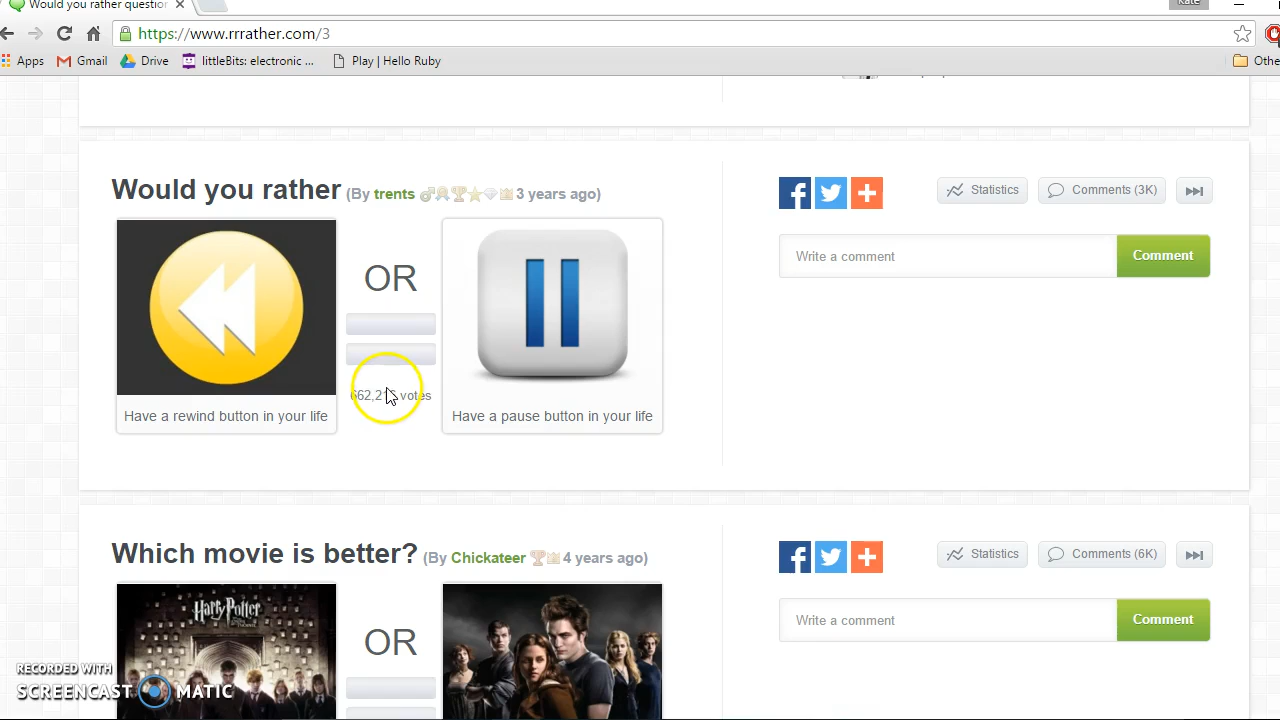 Would you rather question
Kate
https://www.rrrather.com/3
Apps Gmail Drive littleBits: electronic ... Play | Hello Ruby Othe
Would you rather (By trents 3 years ago)
Statistics Comments (3K)
Write a comment Comment
OR
votes
Have a rewind button in your life Have a pause button in your life
Which movie is better? (By Chickateer 4 years ago)
Statistics Comments (6K)
Write a comment Comment
Harry Potter
OR
RECORDED WITH
SCREENCAST MATIC